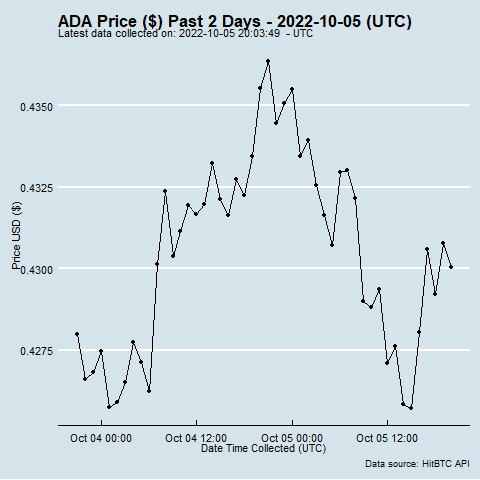 ADA Price ($) Past 2 Days - 2022-10-05 (UTC)
Latest data collected on: 2022-10-05 20:03:49  - UTC
Price USD ($)
0.4350
0.4325
0.4300
0.4275
Oct 04 00:00
Oct 04 12:00
Oct 05 00:00
Oct 05 12:00
Date Time Collected (UTC)
Data source: HitBTC API